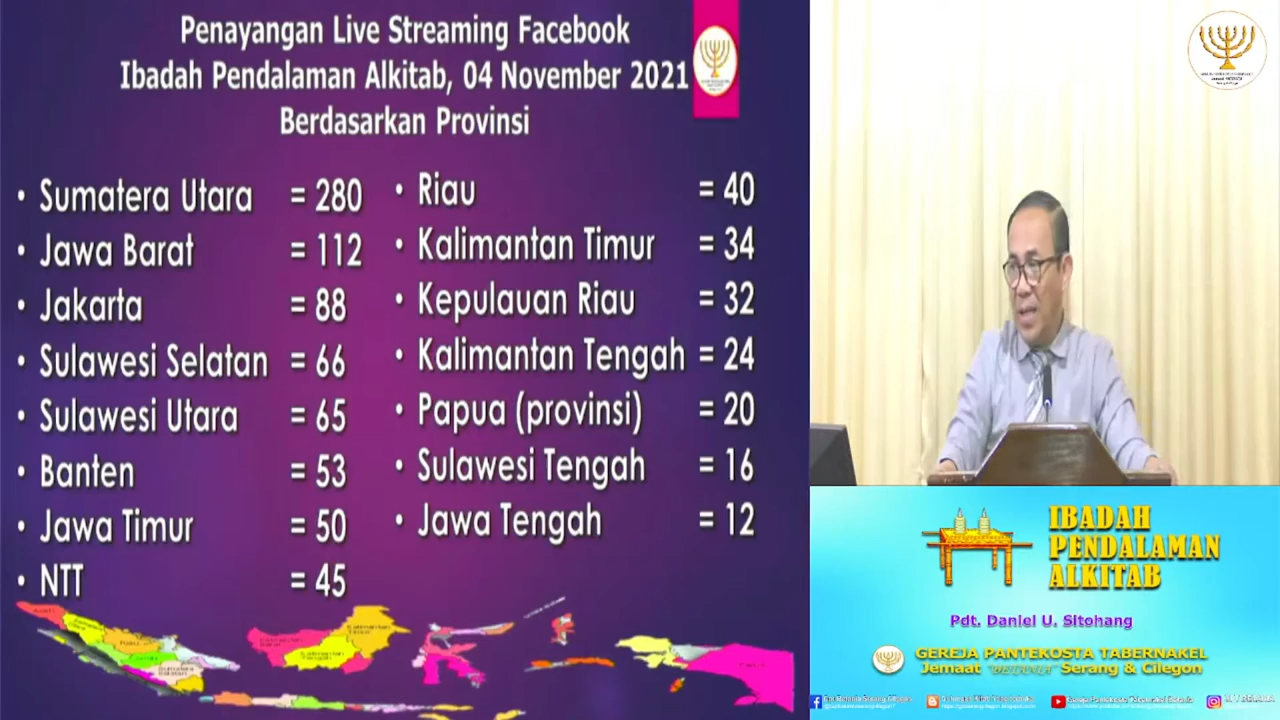 Penayangan Live Streaming Facebook
Ibadah Pendalaman Alkitab, 04 November 2021
Berdasarkan Provinsi
• Sumatera Utara = 280
• Jawa Barat = 112
• Jakarta = 88
• Sulawesi Selatan = 66
• Sulawesi Utara = 65
• Banten = 53
• Jawa Timur = 50
• NTT = 45
• Riau = 40
• Kalimantan Timur = 34
• Kepulauan Riau = 32
• Kalimantan Tengah = 24
• Papua (provinsi) = 20
• Sulawesi Tengah = 16
• Jawa Tengah = 12
IBADAH
PENDALAMAN
ALKITAB
Pdt. Daniel U. Sitohang
GEREJA PANTEKOSTA TABERNAKEL
Jemaat "BETANIA" Serang & Cilegon